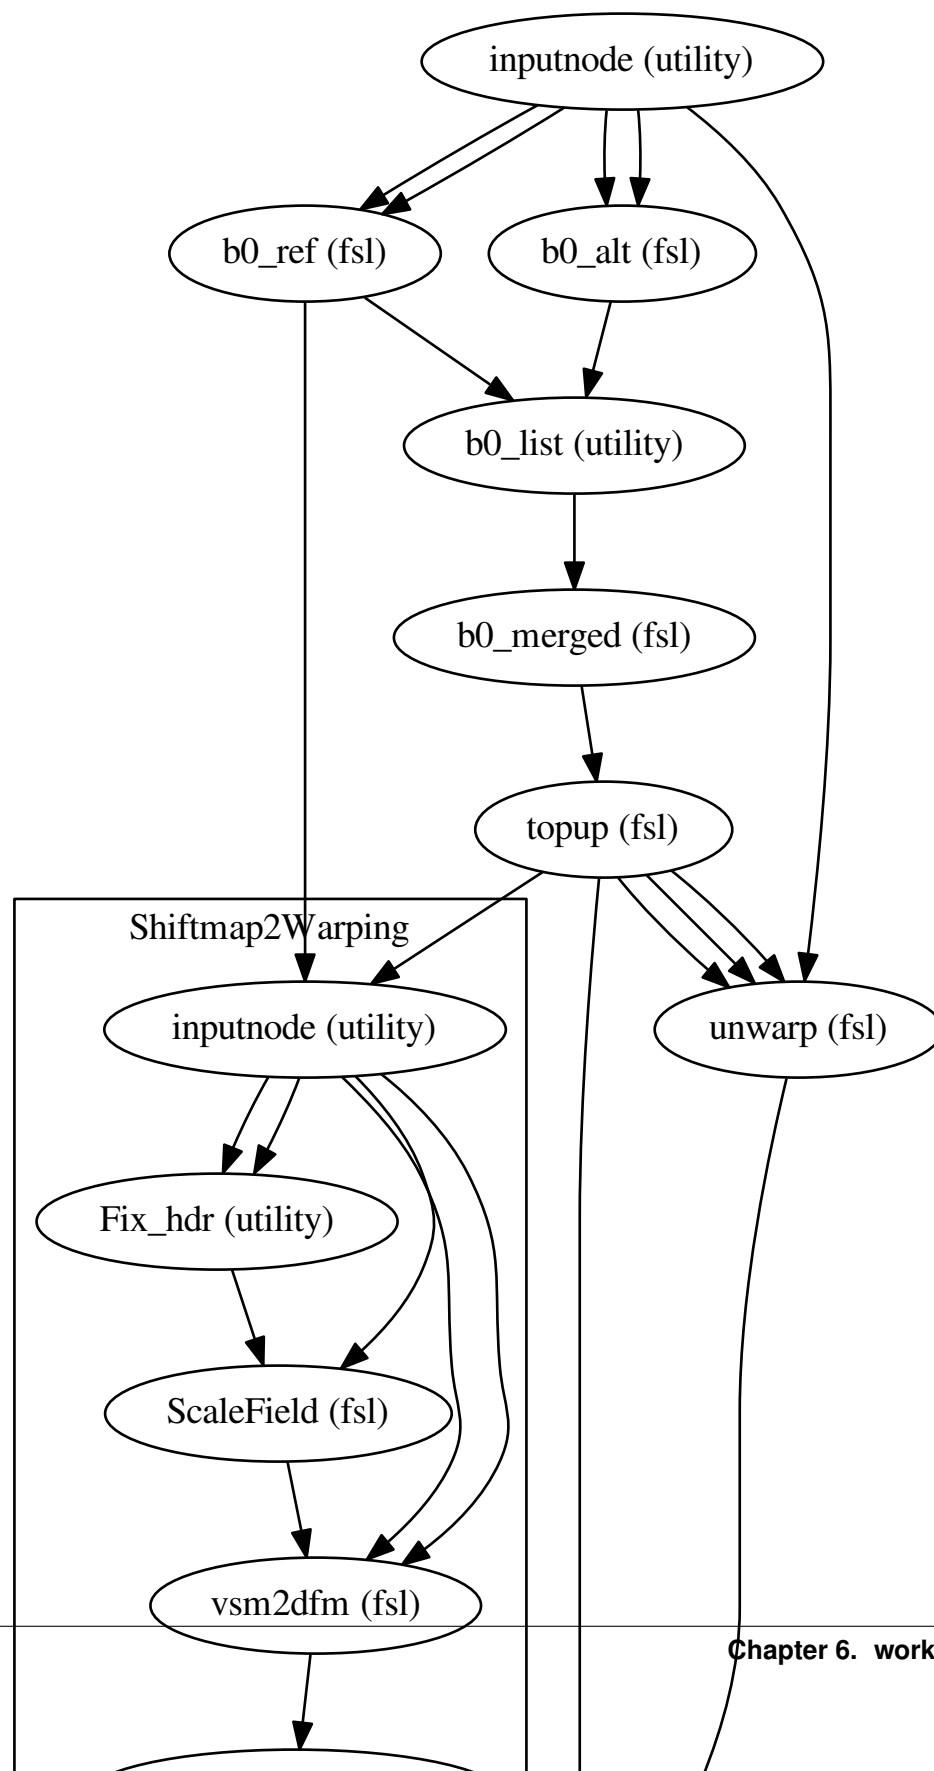 inputnode (utility)
b0_ref (fsl)
b0_alt (fsl)
b0_list (utility)
b0_merged (fsl)
topup (fsl)
Shiftmap2Warping
inputnode (utility)
unwarp (fsl)
Fix_hdr (utility)
ScaleField (fsl)
vsm2dfm (fsl)
Chapter 6. work